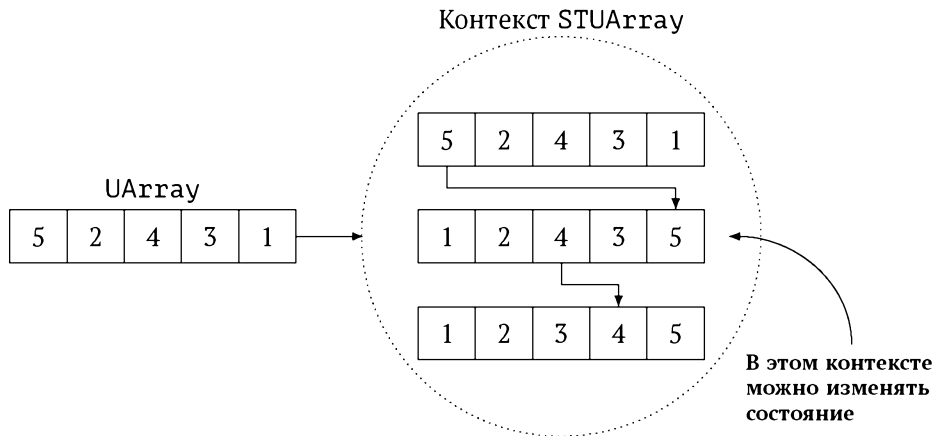 Контекст STUArray
5 2 4 3 1
UArray
5 2 4 3 1
1 2 4 3 5
1 2 3 4 5
В этом контексте
можно изменять
состояние